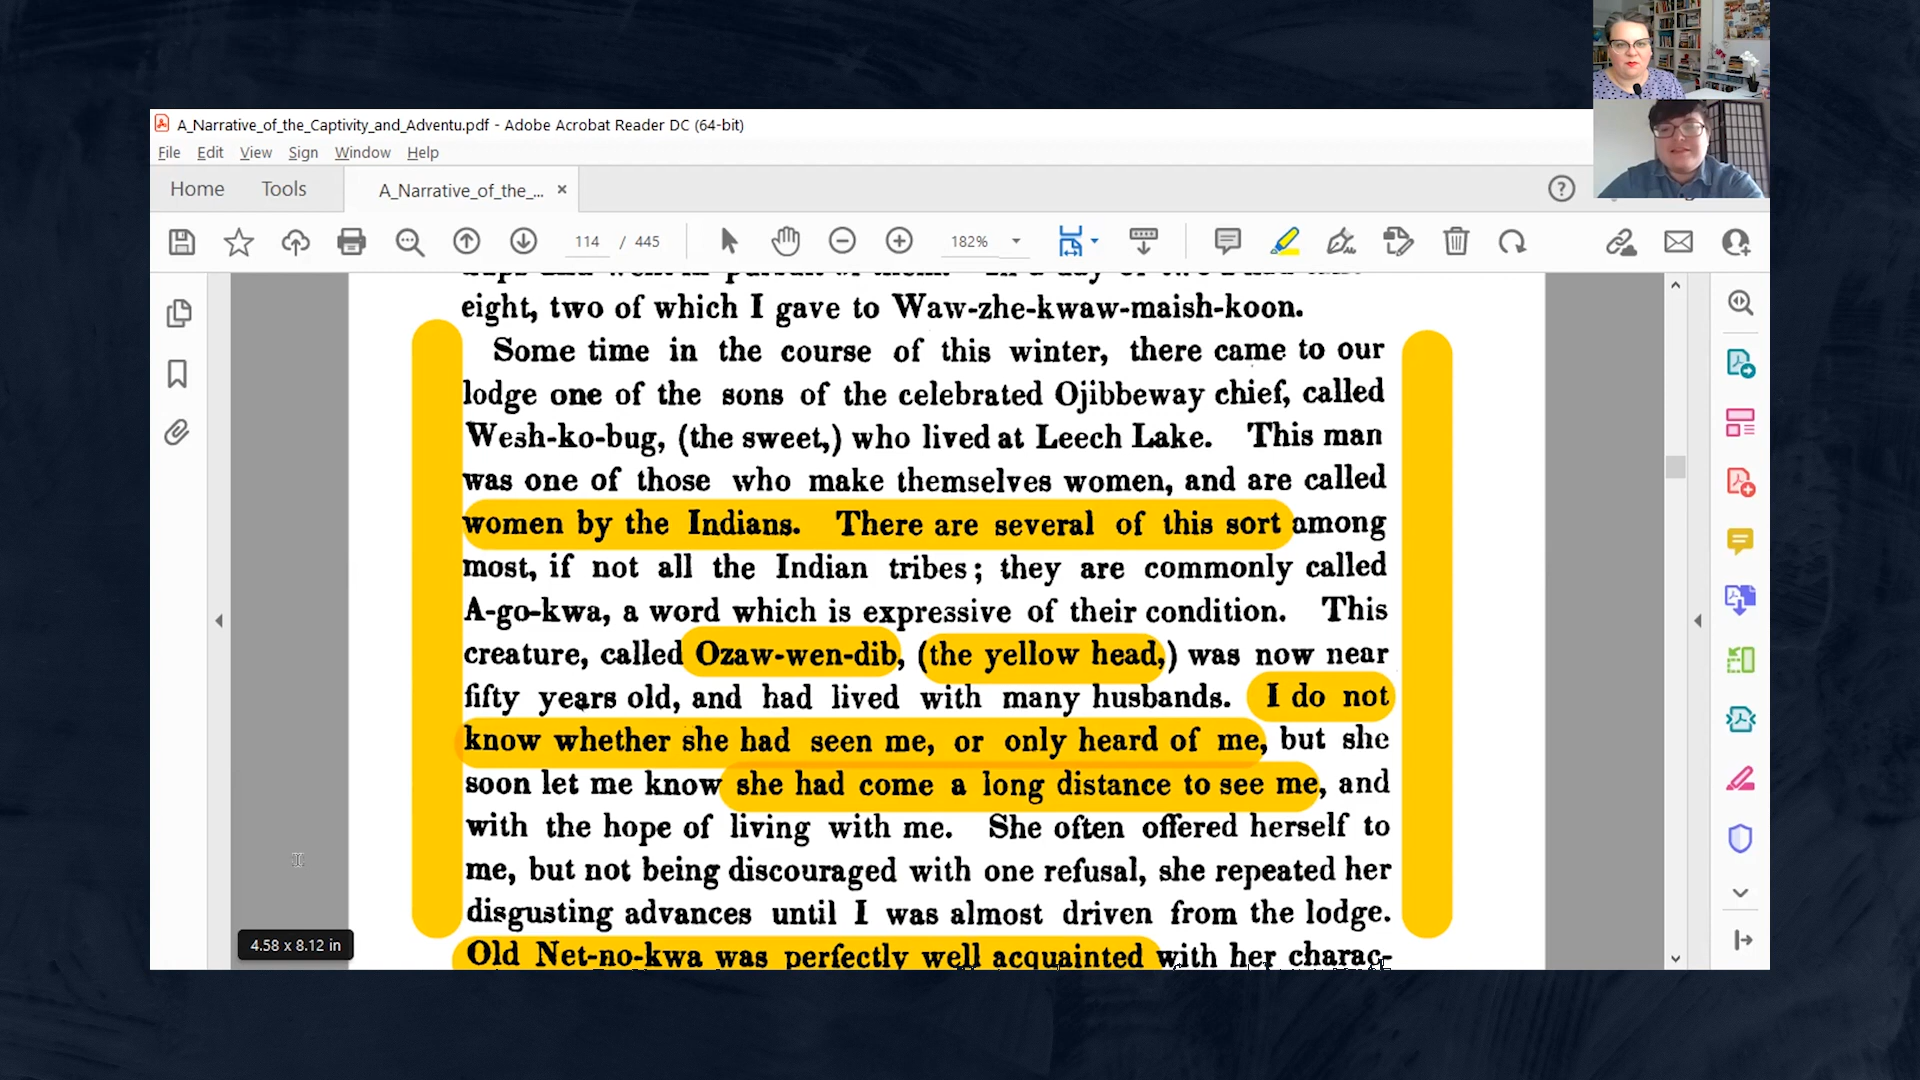 A_Narrative_of_the_Captivity_and_Adventu.pdf - Adobe Acrobat Reader DC (64-bit)
File Edit View Sign Window Help
Home Tools A_Narrative_of_the_... ×
114 / 445 182%
eight, two of which I gave to Waw-zhe-kwaw-maish-koon.
Some time in the course of this winter, there came to our
lodge one of the sons of the celebrated Ojibbeway chief, called
Wesh-ko-bug, (the sweet,) who lived at Leech Lake. This man
was one of those who make themselves women, and are called
women by the Indians. There are several of this sort among
most, if not all the Indian tribes; they are commonly called
A-go-kwa, a word which is expressive of their condition. This
creature, called Ozaw-wen-dib, (the yellow head,) was now near
fifty years old, and had lived with many husbands. I do not
know whether she had seen me, or only heard of me, but she
soon let me know she had come a long distance to see me, and
with the hope of living with me. She often offered herself to
me, but not being discouraged with one refusal, she repeated her
disgusting advances until I was almost driven from the lodge.
Old Net-no-kwa was perfectly well acquainted with her charac-
4.58 x 8.12 in